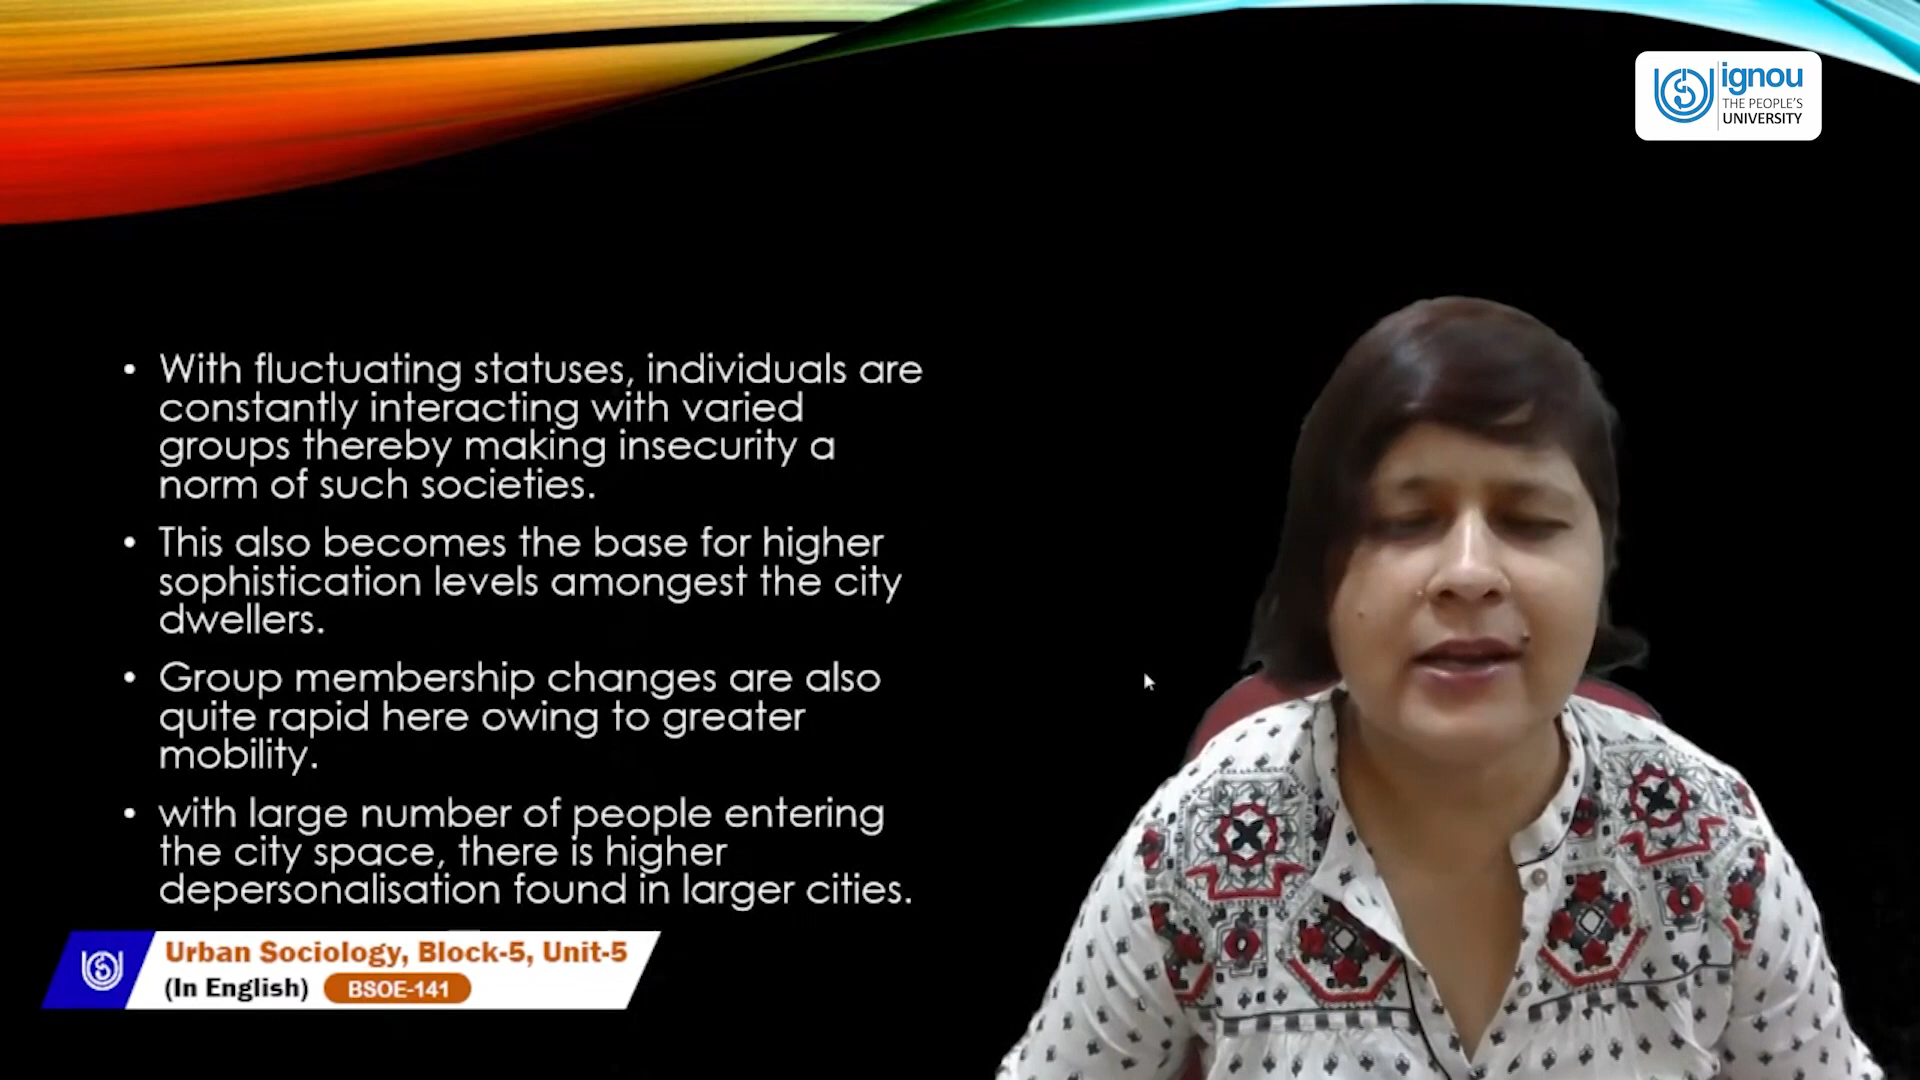 ignou
THE PEOPLE'S
UNIVERSITY
• With fluctuating statuses, individuals are
constantly interacting with varied
groups thereby making insecurity a
norm of such societies.
• This also becomes the base for higher
sophistication levels amongest the city
dwellers.
• Group membership changes are also
quite rapid here owing to greater
mobility.
• with large number of people entering
the city space, there is higher
depersonalisation found in larger cities.
Urban Sociology, Block-5, Unit-5
(In English) BSOE-141